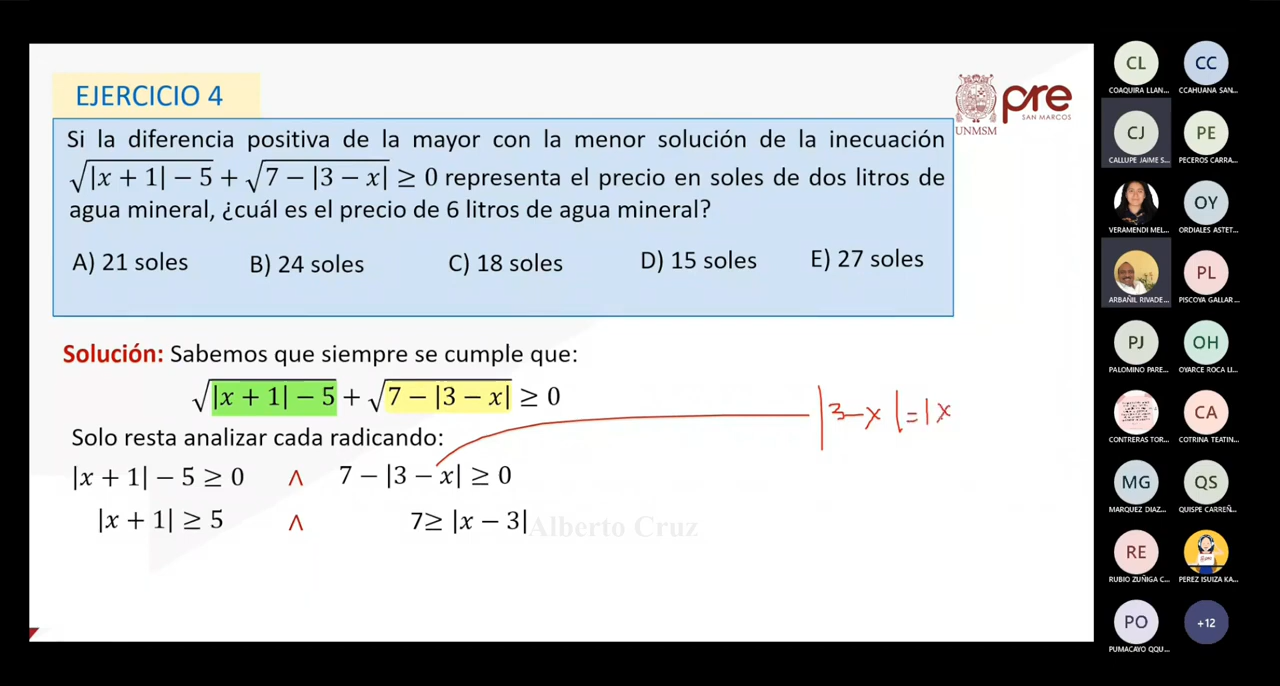 EJERCICIO 4
UNMSM
pre
SAN MARCOS
Si la diferencia positiva de la mayor con la menor solución de la inecuación
√|x + 1| − 5 + √7 − |3 − x| ≥ 0 representa el precio en soles de dos litros de
agua mineral, ¿cuál es el precio de 6 litros de agua mineral?
A) 21 soles B) 24 soles C) 18 soles D) 15 soles E) 27 soles
Solución: Sabemos que siempre se cumple que:
√|x + 1| − 5 + √7 − |3 − x| ≥ 0
|3−x|=|x
Solo resta analizar cada radicando:
|x + 1| − 5 ≥ 0 ∧ 7 − |3 − x| ≥ 0
|x + 1| ≥ 5 ∧ 7≥ |x − 3|
Alberto Cruz
CL CC
COAQUIRA LLAN... CCAHUANA SAN...
CJ PE
CALLUPE JAIME S... PECEROS CARRA...
OY
VERAMENDI MEL... ORDIALES ASTET...
PL
ARBAÑIL RIVADE... PISCOYA GALLAR...
PJ OH
PALOMINO PARE... OYARCE ROCA LI...
CA
CONTRERAS TOR... COTRINA TEATIN...
MG QS
MARQUEZ DIAZ... QUISPE CARREÑ...
RE
RUBIO ZUÑIGA C... PEREZ ISUIZA KA...
PO +12
PUMACAYO QQU...